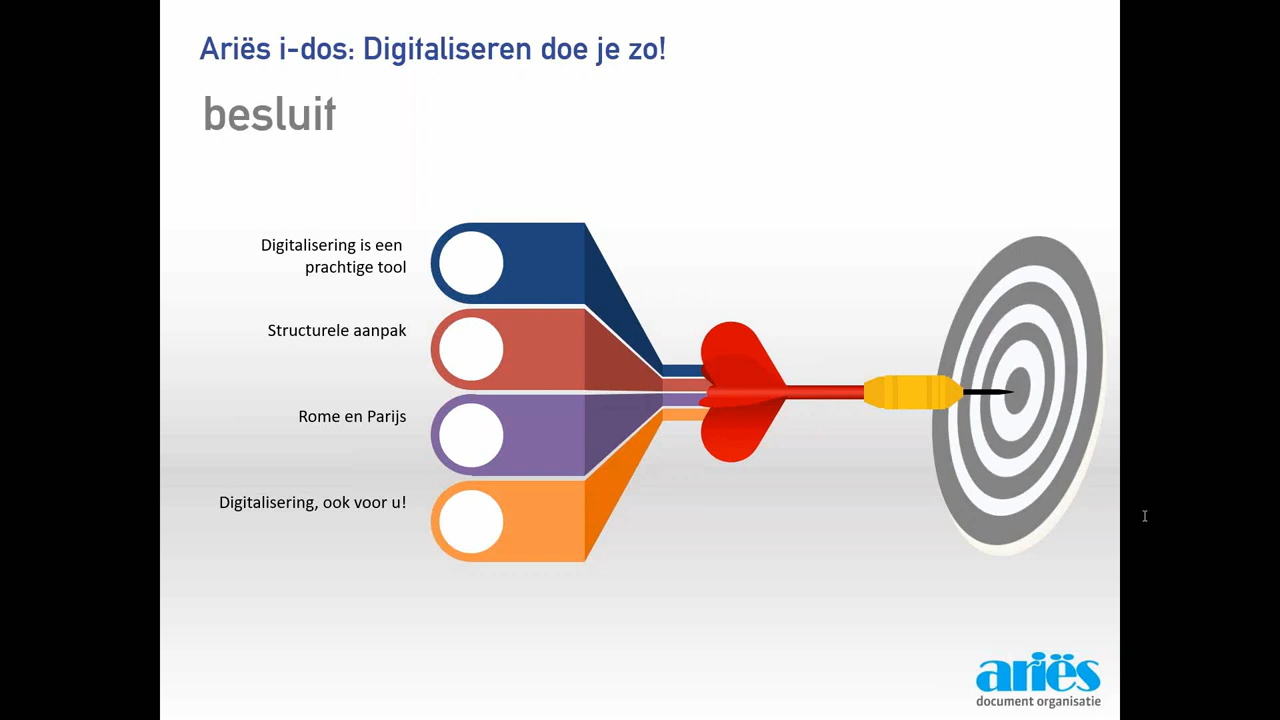 Ariës i-dos: Digitaliseren doe je zo!
besluit
Digitalisering is een
prachtige tool
Structurele aanpak
Rome en Parijs
Digitalisering, ook voor u!
ariës
document organisatie